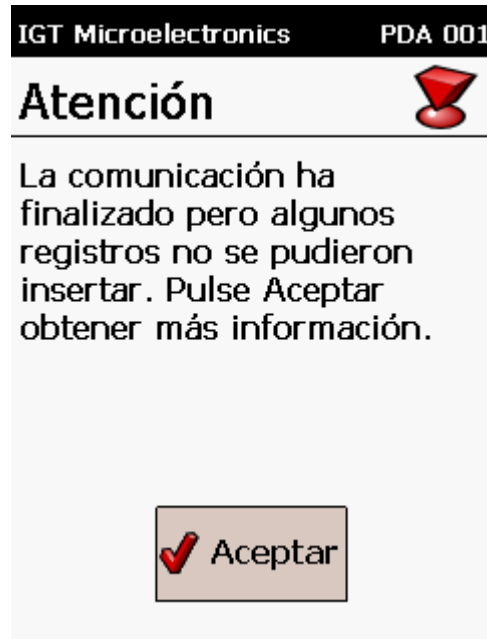 IGT Microelectronics PDA 001
Atención
La comunicación ha
finalizado pero algunos
registros no se pudieron
insertar. Pulse Aceptar
obtener más información.
Aceptar